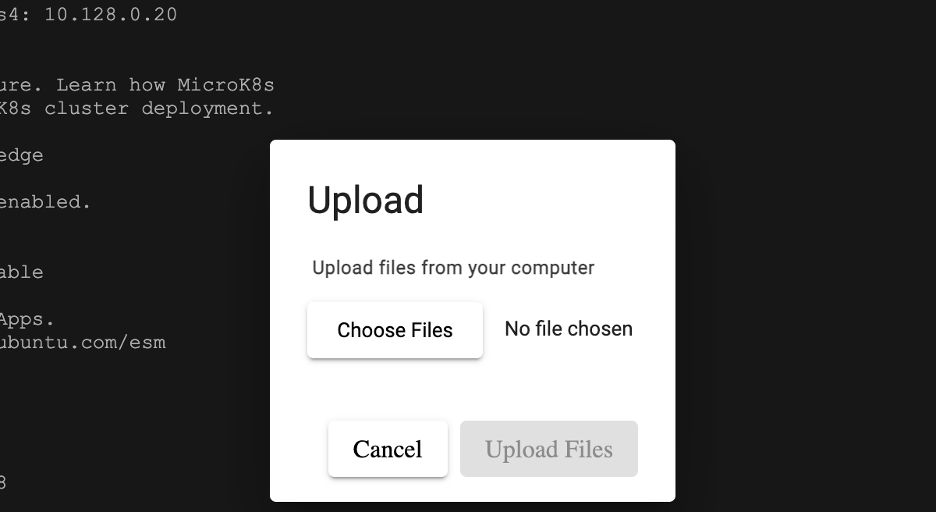 s4: 10.128.0.20
ure. Learn how MicroK8s
K8s cluster deployment.
edge
enabled.
able
Apps.
ubuntu.com/esm
8
Upload
Upload files from your computer
Choose Files No file chosen
Cancel Upload Files